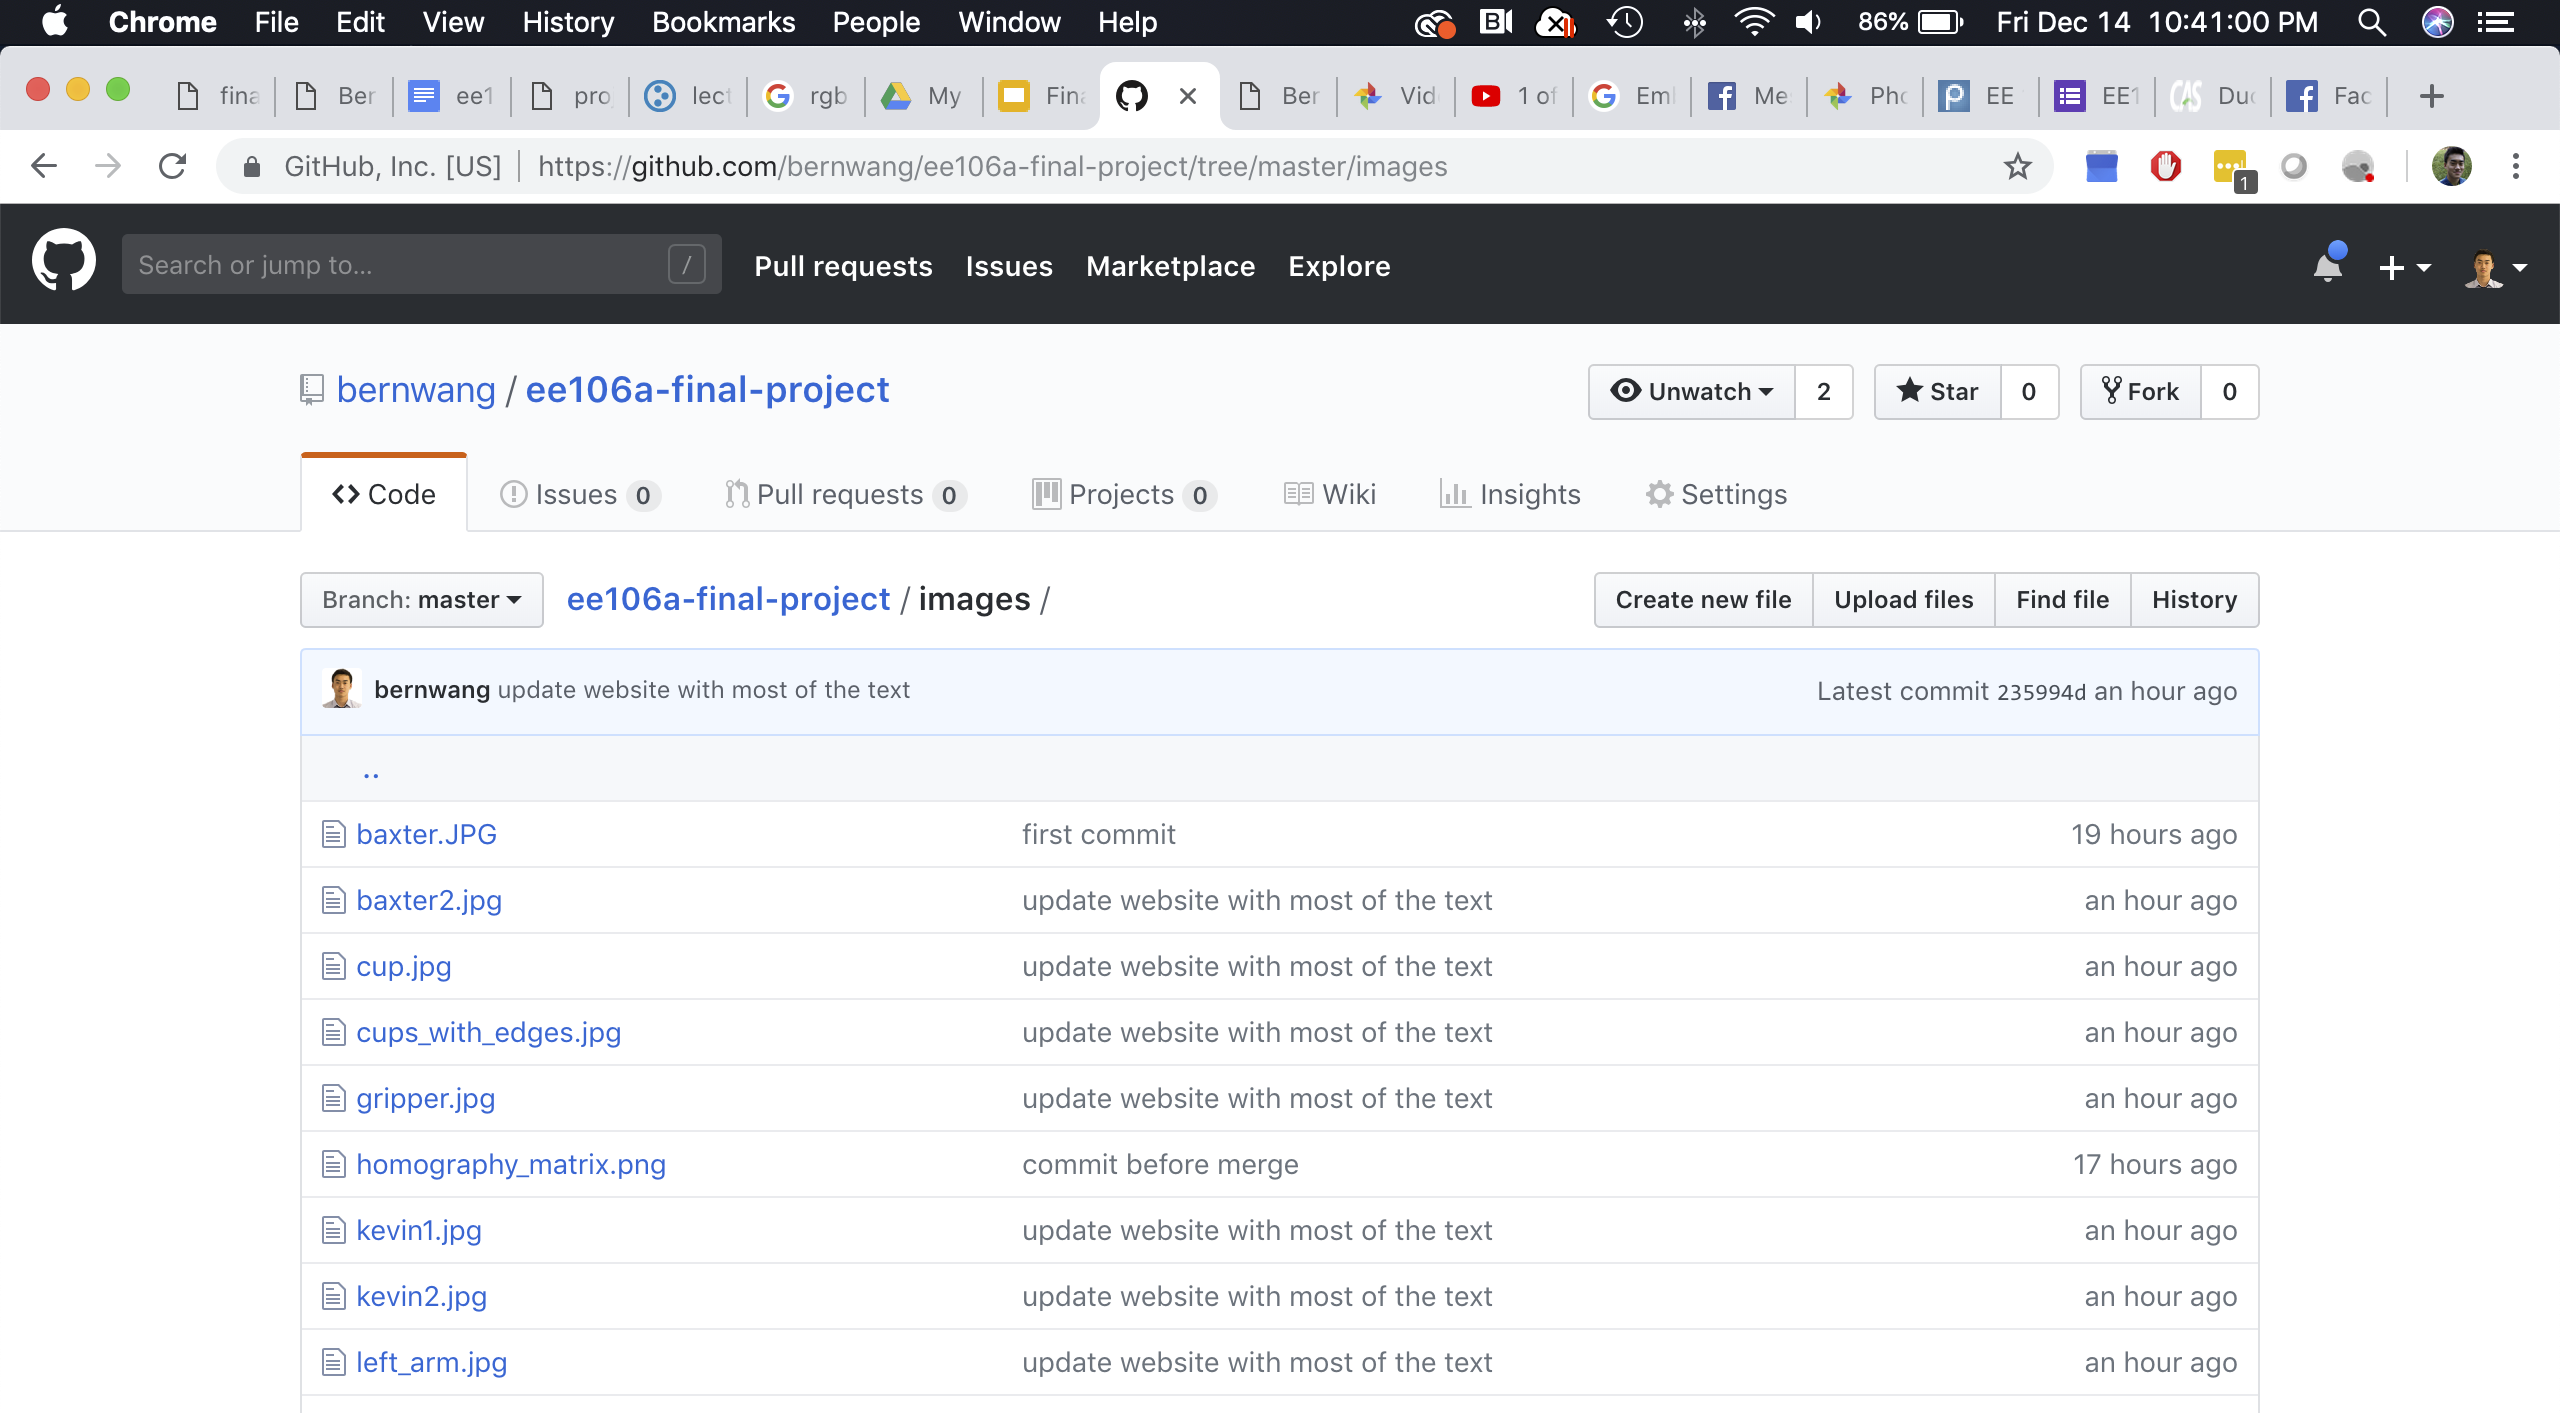 Chrome File Edit View History Bookmarks People Window Help 86% Fri Dec 14 10:41:00 PM
fina Ber ee1 pro lect rgb My Fina Ber Vid 1 of Eml Me Pho EE EE1 CAS Duc Fac
GitHub, Inc. [US] https://github.com/bernwang/ee106a-final-project/tree/master/images 1
Search or jump to... / Pull requests Issues Marketplace Explore
bernwang / ee106a-final-project Unwatch 2 Star 0 Fork 0
Code Issues 0 Pull requests 0 Projects 0 Wiki Insights Settings
Branch: master ee106a-final-project / images / Create new file Upload files Find file History
bernwang update website with most of the text Latest commit 235994d an hour ago
..
baxter.JPG first commit 19 hours ago
baxter2.jpg update website with most of the text an hour ago
cup.jpg update website with most of the text an hour ago
cups_with_edges.jpg update website with most of the text an hour ago
gripper.jpg update website with most of the text an hour ago
homography_matrix.png commit before merge 17 hours ago
kevin1.jpg update website with most of the text an hour ago
kevin2.jpg update website with most of the text an hour ago
left_arm.jpg update website with most of the text an hour ago